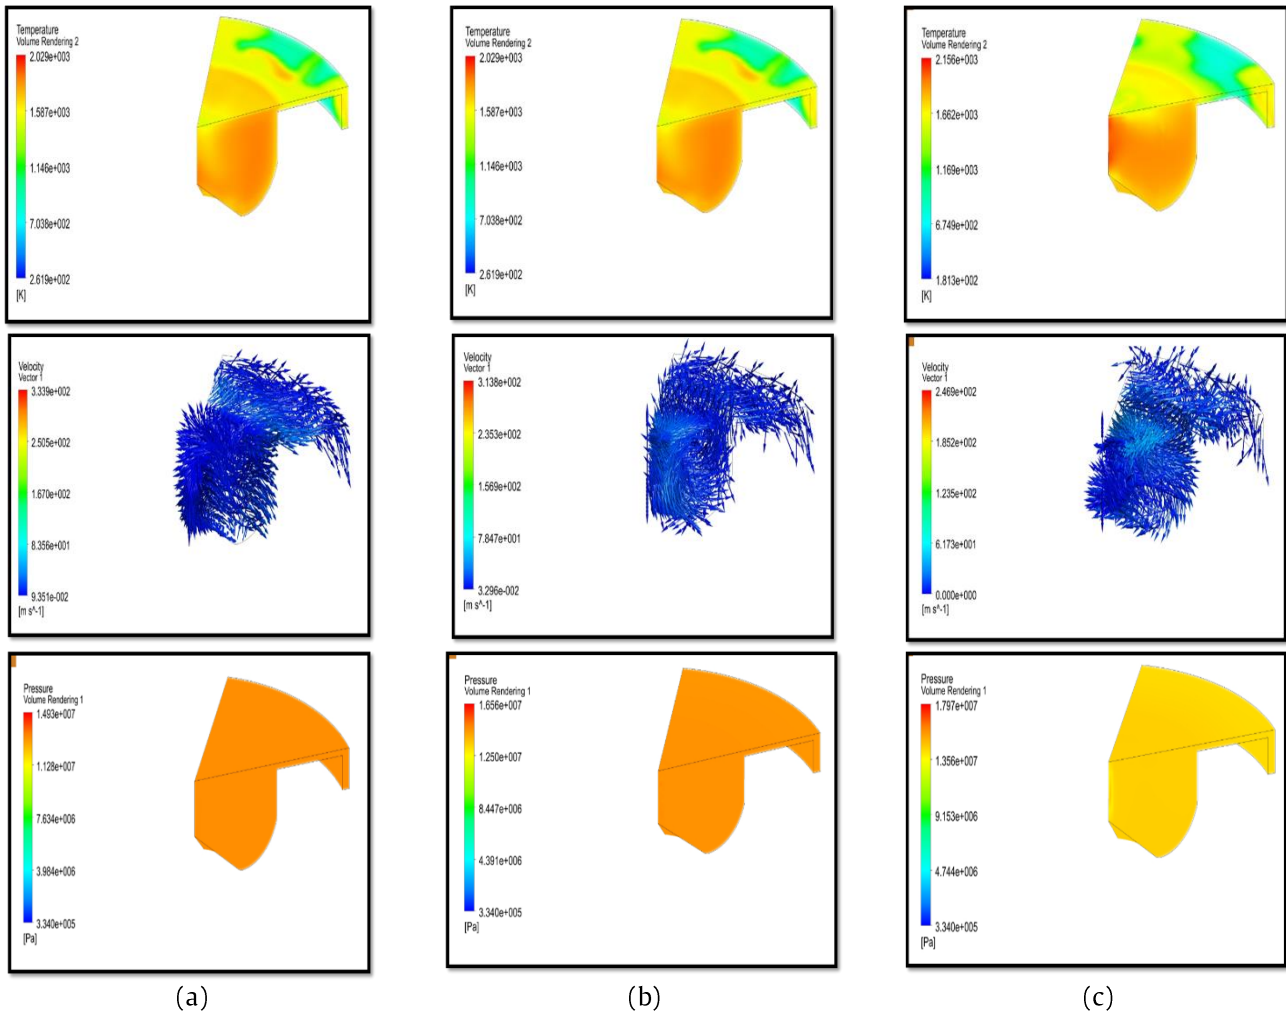 Temperature
Volume Rendering 2
2.029e+003
1.587e+003
1.146e+003
7.038e+002
2.619e+002
[K]
Temperature
Volume Rendering 2
2.029e+003
1.587e+003
1.146e+003
7.038e+002
2.619e+002
[K]
Temperature
Volume Rendering 2
2.156e+003
1.662e+003
1.169e+003
6.749e+002
1.813e+002
[K]
Velocity
Vector 1
3.339e+002
2.505e+002
1.670e+002
8.356e+001
9.351e-002
[m s^-1]
Velocity
Vector 1
3.138e+002
2.353e+002
1.569e+002
7.847e+001
3.296e-002
[m s^-1]
Velocity
Vector 1
2.469e+002
1.852e+002
1.235e+002
6.173e+001
0.000e+000
[m s^-1]
Pressure
Volume Rendering 1
1.493e+007
1.128e+007
7.634e+006
3.984e+006
3.340e+005
[Pa]
Pressure
Volume Rendering 1
1.656e+007
1.250e+007
8.447e+006
4.391e+006
3.340e+005
[Pa]
Pressure
Volume Rendering 1
1.797e+007
1.356e+007
9.153e+006
4.744e+006
3.340e+005
[Pa]
(a)
(b)
(c)